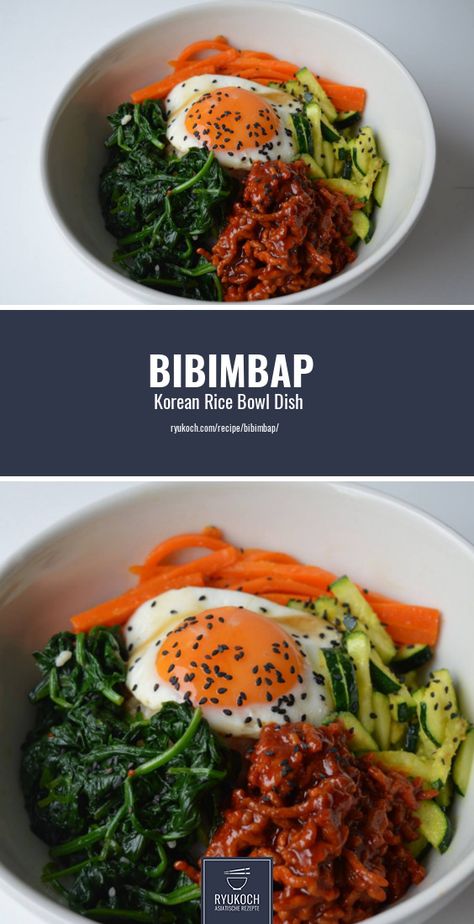 BIBIMBAP
Korean Rice Bowl Dish
ryukoch.com/recipe/bibimbap/
RYUKOCH
ASIATISCHE REZEPTE